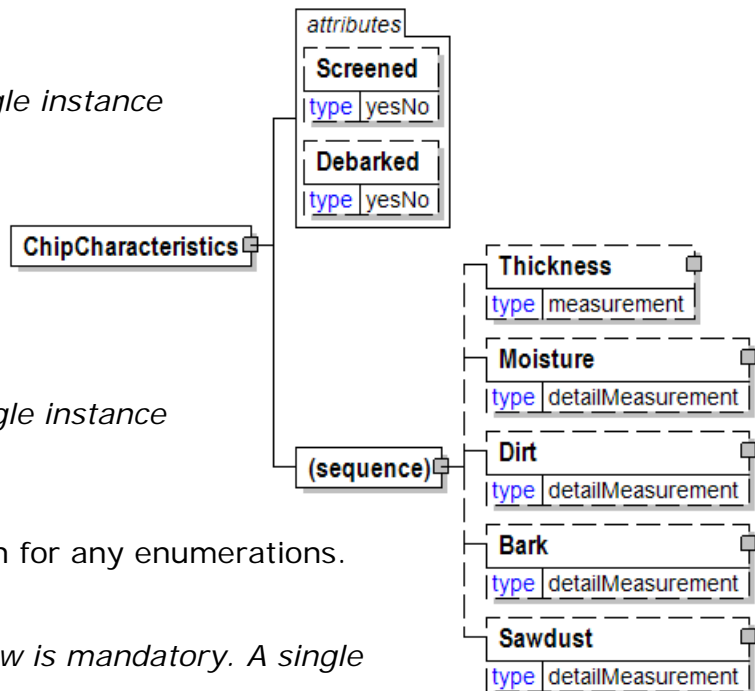 gle instance
gle instance
n for any enumerations.
w is mandatory. A single
attributes
Screened
type yesNo
Debarked
type yesNo
ChipCharacteristics
(sequence)
Thickness
type measurement
Moisture
type detailMeasurement
Dirt
type detailMeasurement
Bark
type detailMeasurement
Sawdust
type detailMeasurement